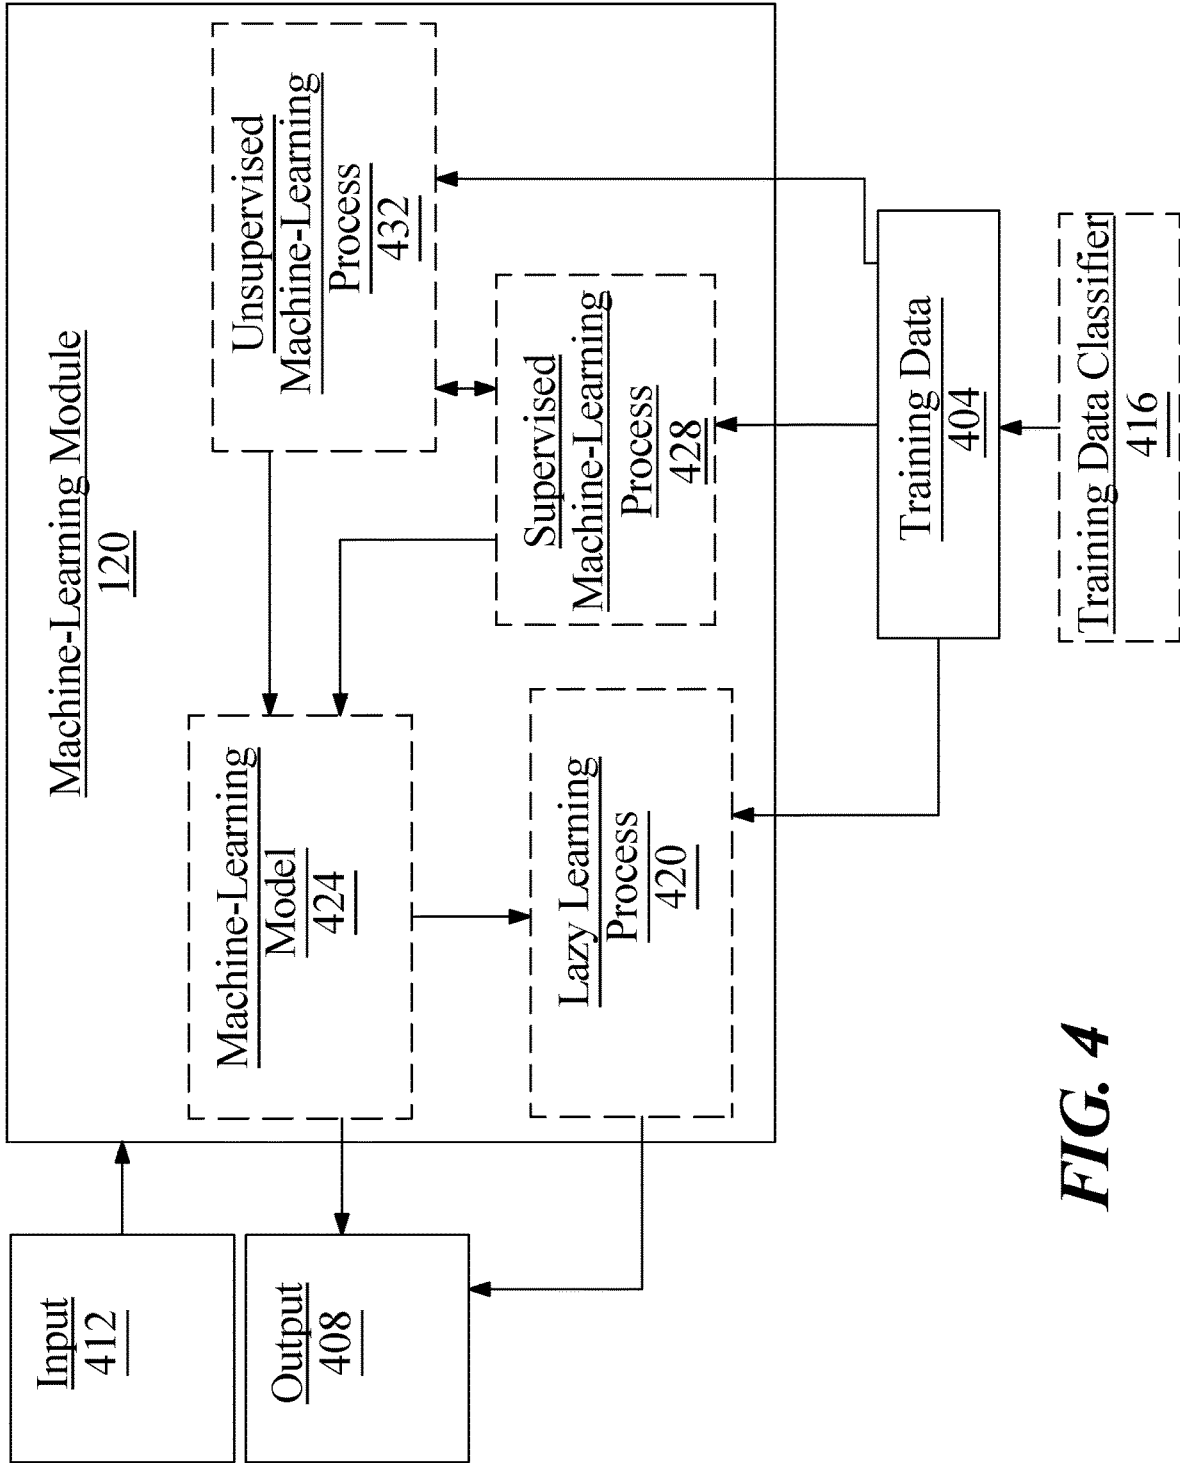 Machine-Learning Module
120
Input
412
Output
408
Machine-Learning
Model
424
Unsupervised
Machine-Learning
Process
432
Lazy Learning
Process
420
Supervised
Machine-Learning
Process
428
Training Data
404
Training Data Classifier
416
FIG. 4